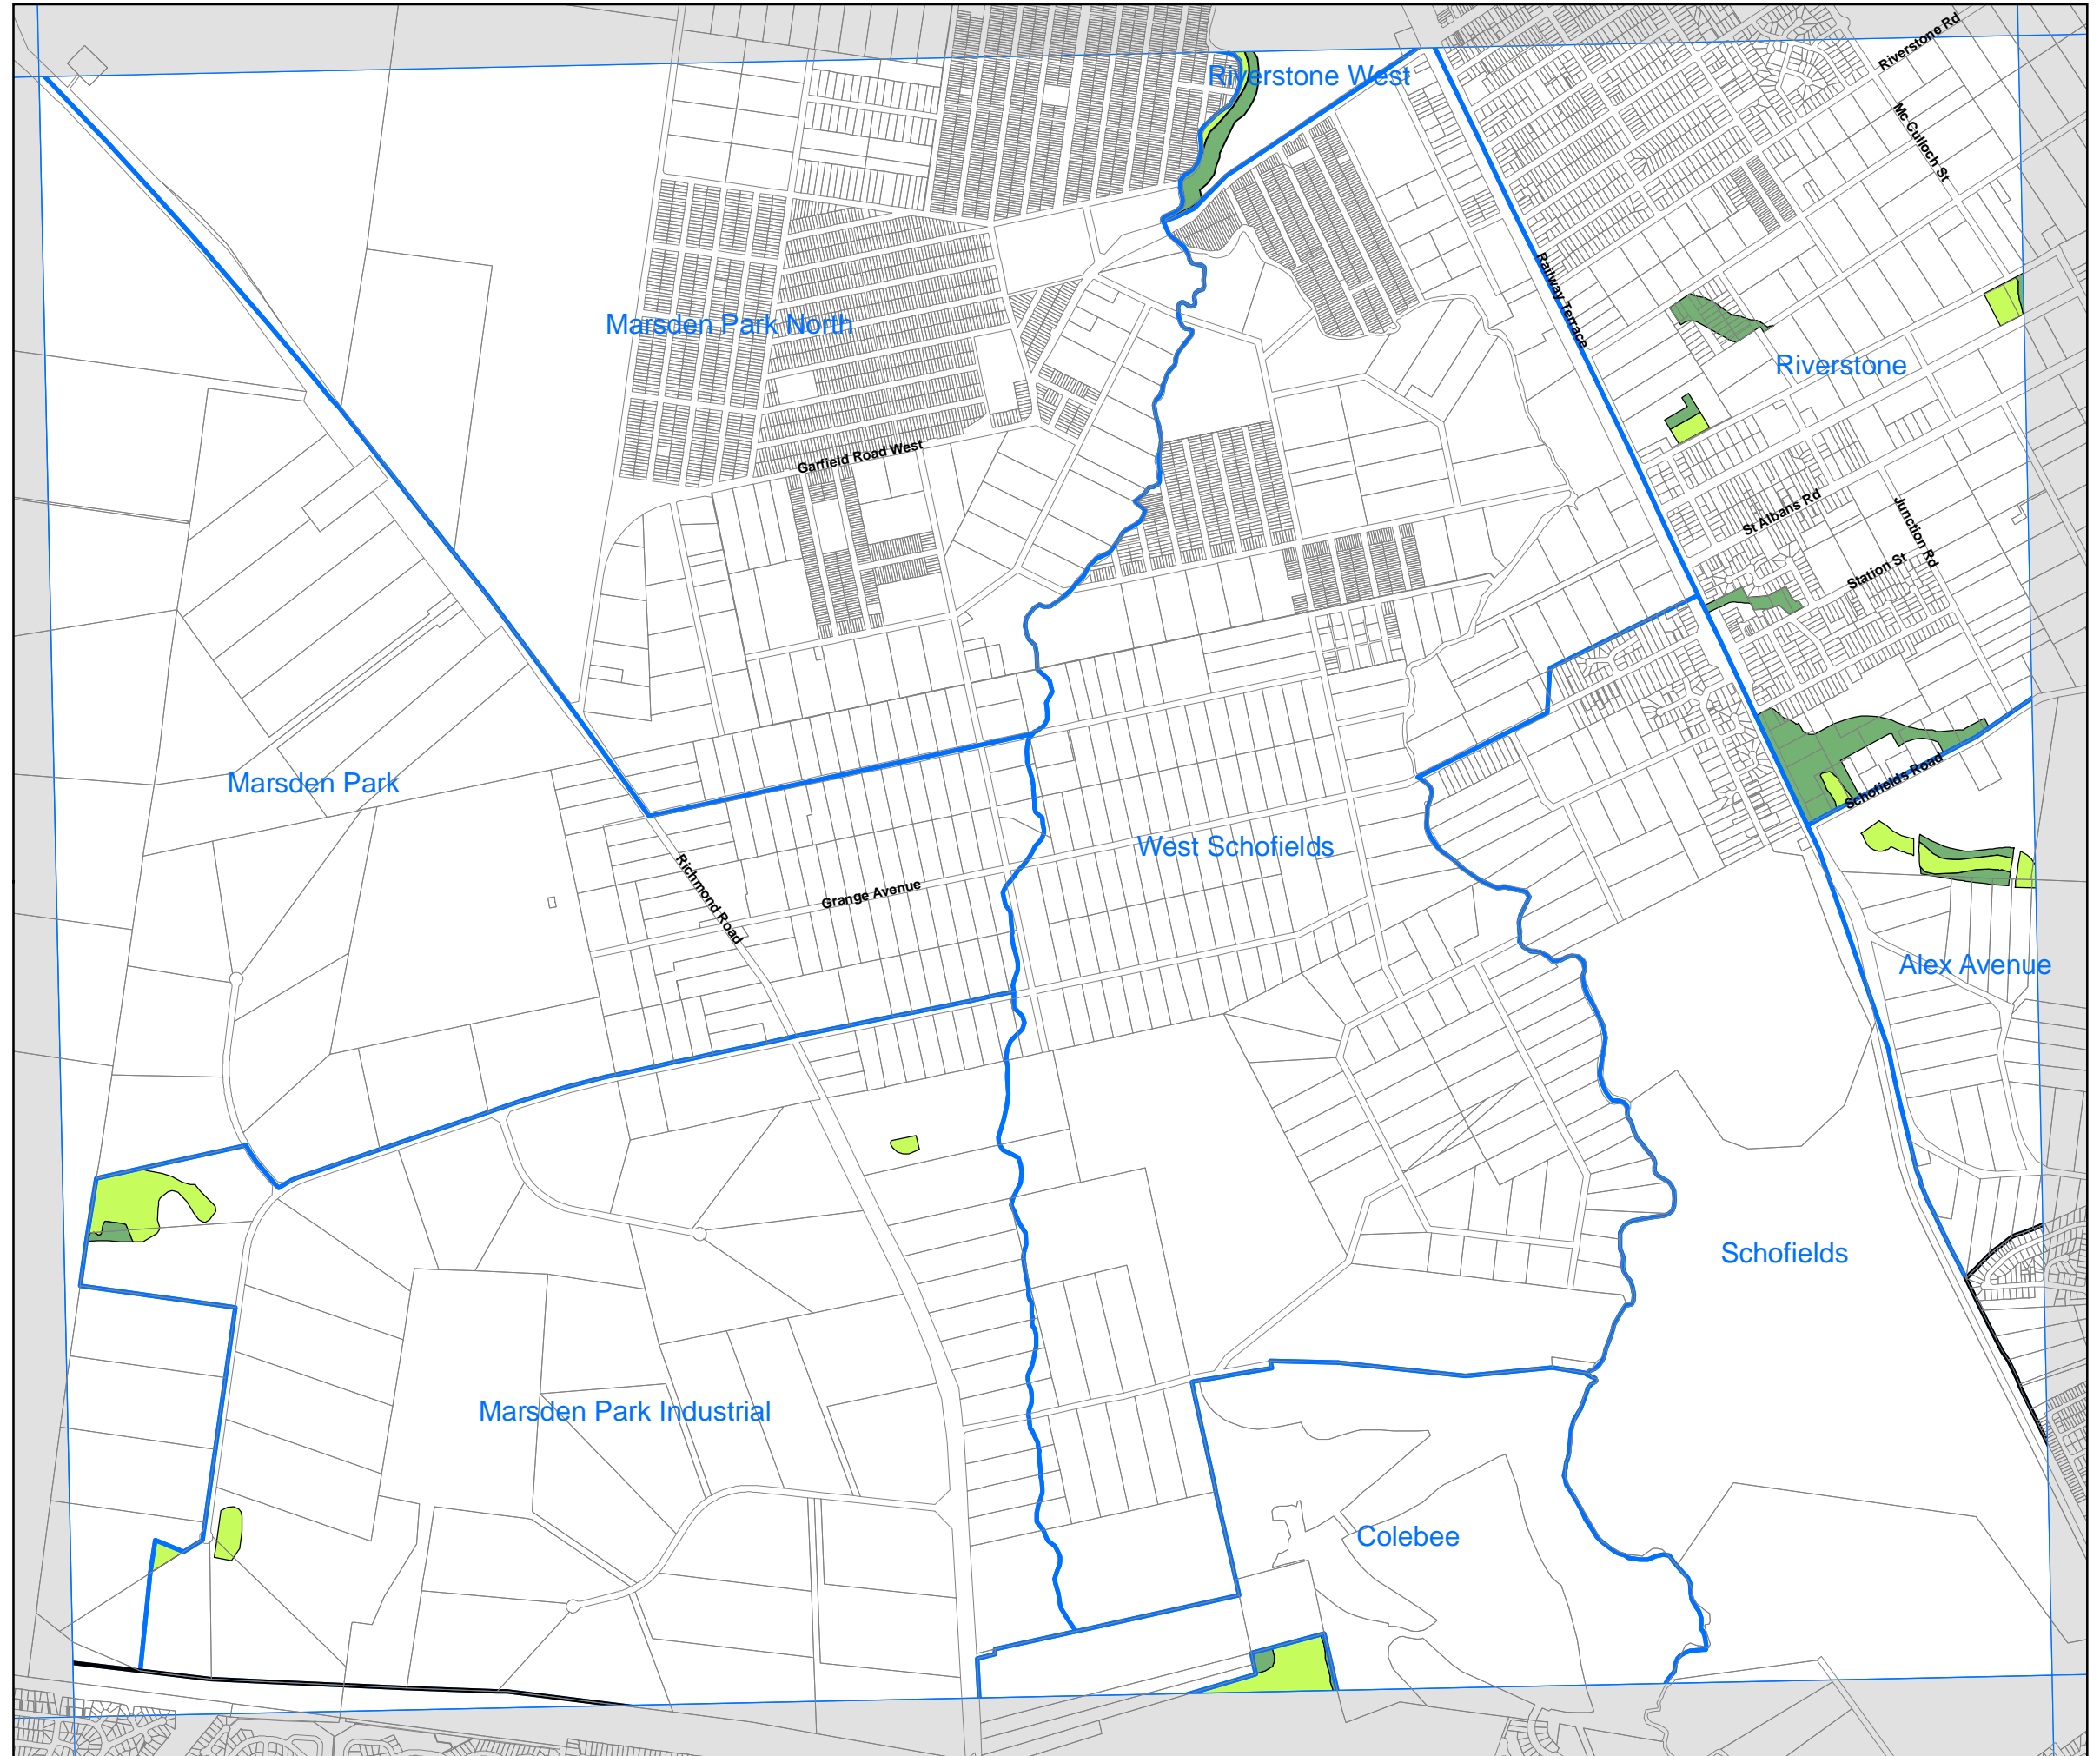 Riverstone Rd
Riverstone West
Mc Culloch St
Railway Terrace
Marsden Park North
Riverstone
Garfield Road West
St Albans Rd
Junction Rd
Station St
Marsden Park
Schofields Road
West Schofields
Richmond Road
Grange Avenue
Alex Avenue
Schofields
Marsden Park Industrial
Colebee